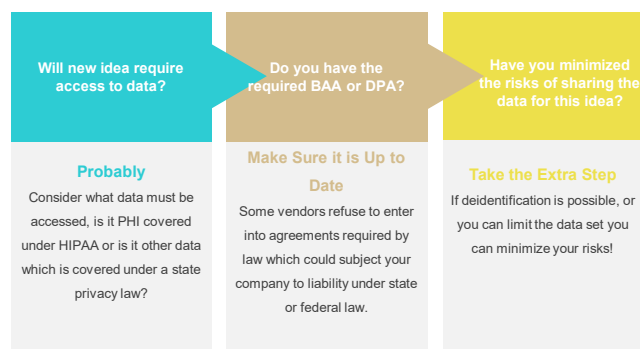 Will new idea require
access to data?
Probably
Consider what data must be
accessed, is it PHI covered
under HIPAA or is it other data
which is covered under a state
privacy law?
Do you have the
required BAA or DPA?
Make Sure it is Up to
Date
Some vendors refuse to enter
into agreements required by
law which could subject your
company to liability under state
or federal law.
Have you minimized
the risks of sharing the
data for this idea?
Take the Extra Step
If deidentification is possible, or
you can limit the data set you
can minimize your risks!